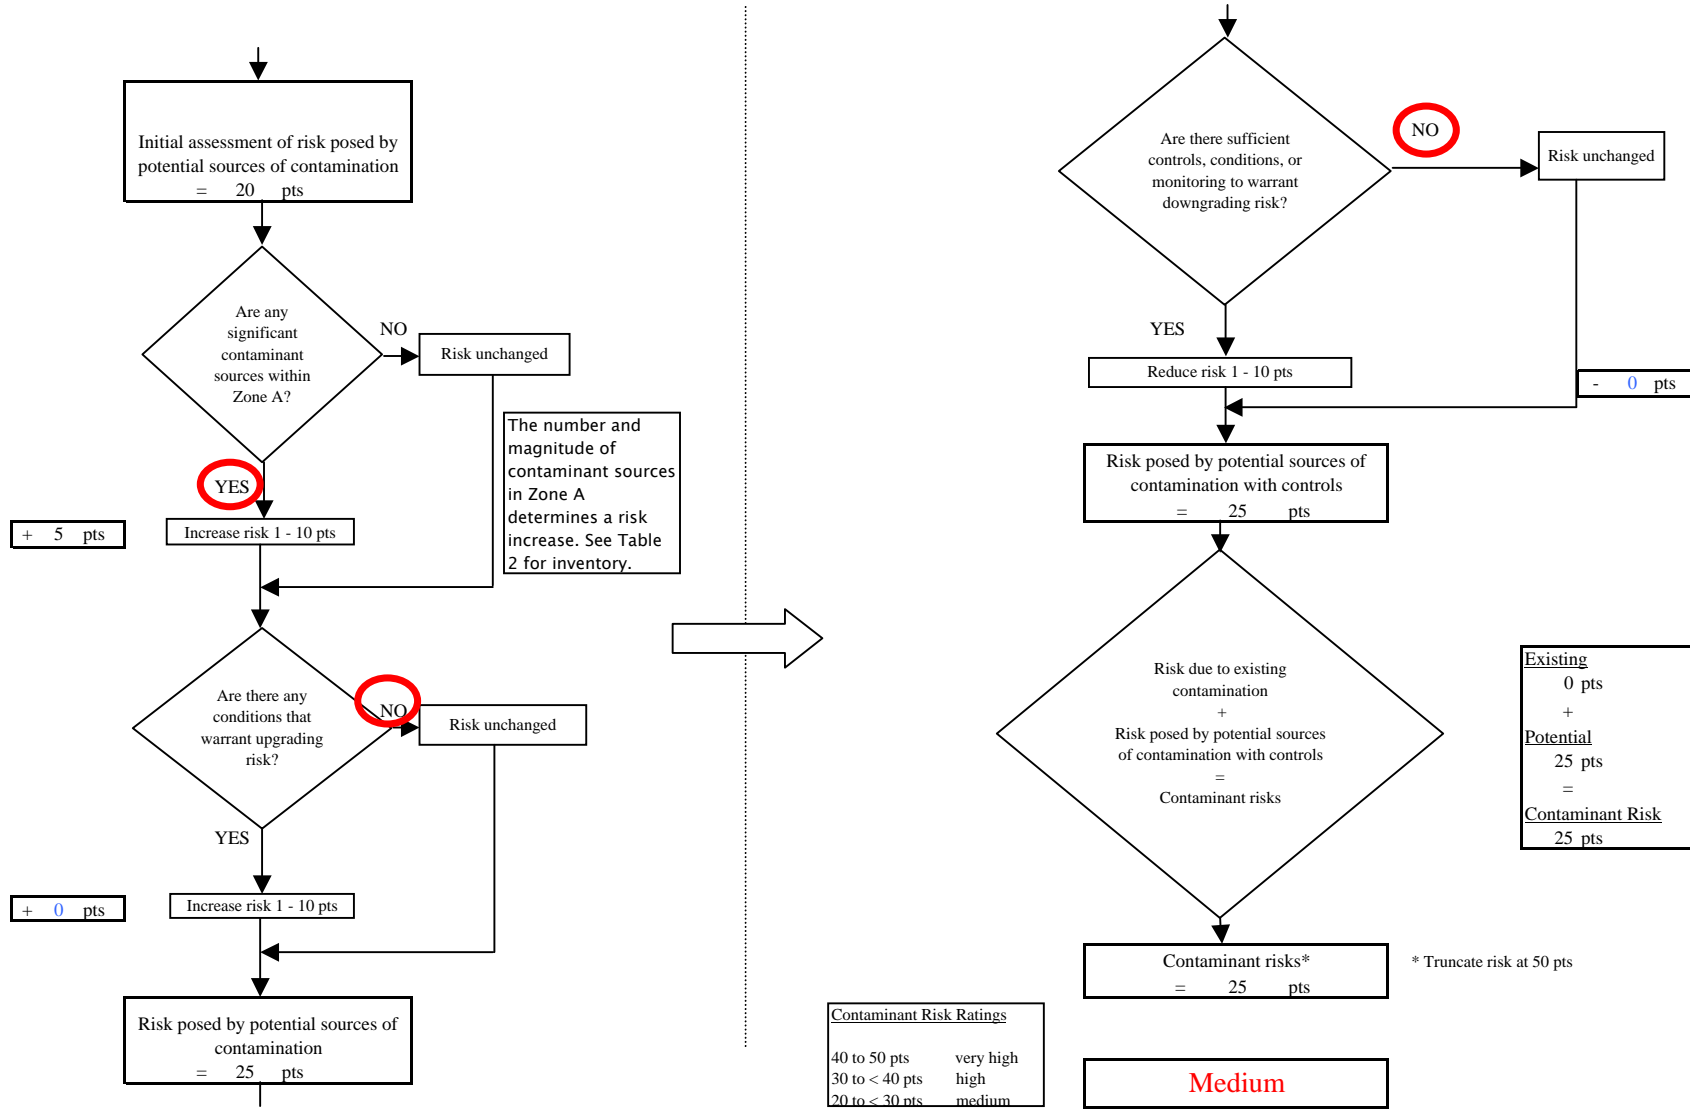 Initial assessment of risk posed by
potential sources of contamination
= 20 pts
Are any
significant
contaminant
sources within
Zone A?
NO
Risk unchanged
The number and
magnitude of
contaminant sources
in Zone A
determines a risk
increase. See Table
2 for inventory.
YES
+ 5 pts
Increase risk 1 - 10 pts
Are there any
conditions that
warrant upgrading
risk?
NO
Risk unchanged
YES
+ 0 pts
Increase risk 1 - 10 pts
Risk posed by potential sources of
contamination
= 25 pts
Are there sufficient
controls, conditions, or
monitoring to warrant
downgrading risk?
NO
Risk unchanged
YES
Reduce risk 1 - 10 pts
- 0 pts
Risk posed by potential sources of
contamination with controls
= 25 pts
Risk due to existing
contamination
+
Risk posed by potential sources
of contamination with controls
=
Contaminant risks
Existing
0 pts
+
Potential
25 pts
=
Contaminant Risk
25 pts
Contaminant risks*
= 25 pts
* Truncate risk at 50 pts
Contaminant Risk Ratings
40 to 50 pts very high
30 to < 40 pts high
20 to < 30 pts medium
Medium